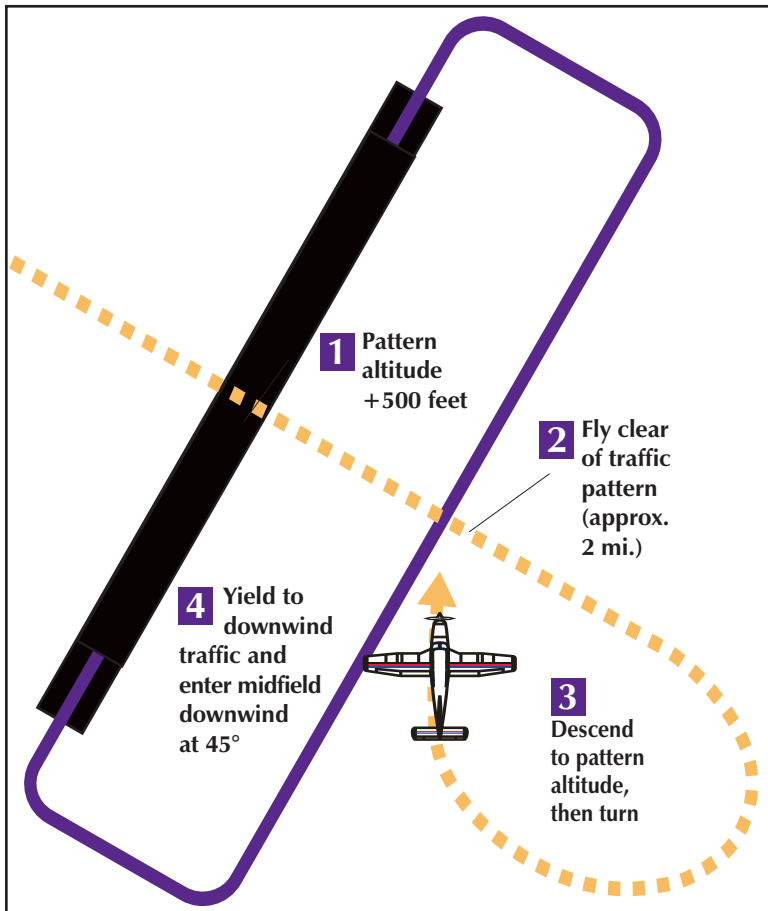 1 Pattern
altitude
+500 feet
2 Fly clear
of traffic
pattern
(approx.
2 mi.)
3
Descend
to pattern
altitude,
then turn
4 Yield to
downwind
traffic and
enter midfield
downwind
at 45°